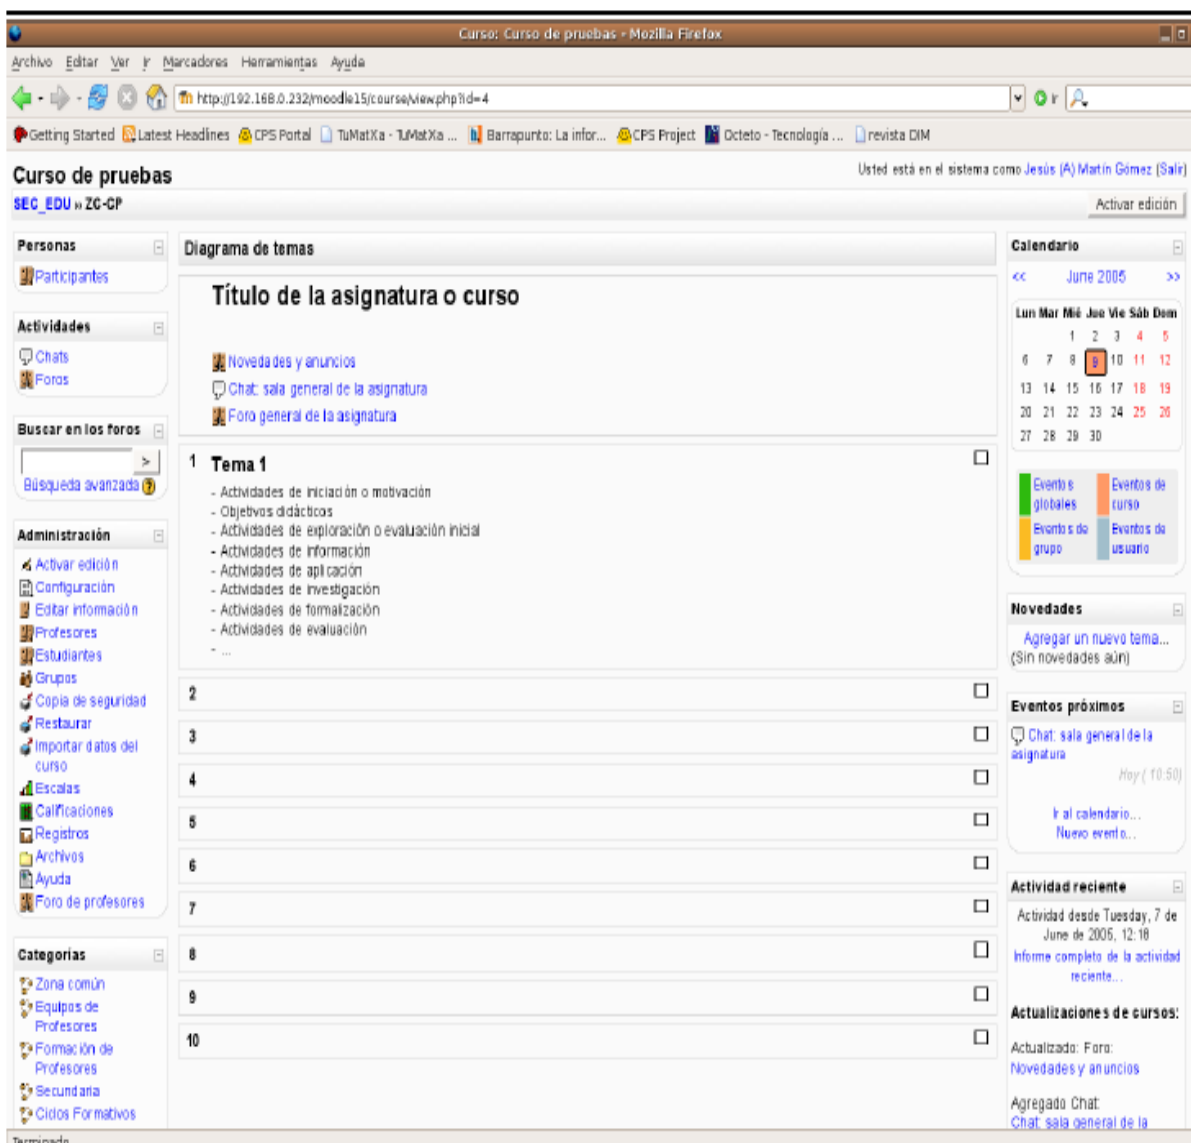 Curso: Curso de pruebas - Mozilla Firefox
Archivo Editar Ver Ir Marcadores Herramientas Ayuda
http://192.168.0.232/moodle15/course/view.php?id=4
Ir
Getting Started Latest Headlines CPS Portal TuMatXa - TuMatXa ... Barrapunto: La infor... CPS Project Octeto - Tecnología ... revista DIM
Curso de pruebas
Usted está en el sistema como Jesús (A) Martín Gómez (Salir)
SEC_EDU » ZC-GP
Activar edición
Personas
Participantes
Actividades
Chats
Foros
Buscar en los foros
>
Búsqueda avanzada ?
Administración
Activar edición
Configuración
Editar información
Profesores
Estudiantes
Grupos
Copia de seguridad
Restaurar
Importar datos del
curso
Escalas
Calificaciones
Registros
Archivos
Ayuda
Foro de profesores
Categorías
Zona común
Equipos de
Profesores
Formación de
Profesores
Secundaria
Ciclos Formativos
Diagrama de temas
Título de la asignatura o curso
Novedades y anuncios
Chat: sala general de la asignatura
Foro general de la asignatura
1 Tema 1
- Actividades de iniciación o motivación
- Objetivos didácticos
- Actividades de exploración o evaluación inicial
- Actividades de información
- Actividades de aplicación
- Actividades de investigación
- Actividades de formalización
- Actividades de evaluación
- ...
2
3
4
5
6
7
8
9
10
Calendario
<< June 2005 >>
Lun Mar Mié Jue Vie Sáb Dom
1 2 3 4 5
6 7 8 9 10 11 12
13 14 15 16 17 18 19
20 21 22 23 24 25 26
27 28 29 30
Eventos globales
Eventos de curso
Eventos de grupo
Eventos de usuario
Novedades
Agregar un nuevo tema...
(Sin novedades aún)
Eventos próximos
Chat: sala general de la
asignatura
Hoy ( 10:50)
Ir al calendario...
Nuevo evento...
Actividad reciente
Actividad desde Tuesday, 7 de
June de 2005, 12:18
Informe completo de la actividad
reciente...
Actualizaciones de cursos:
Actualizado: Foro:
Novedades y anuncios
Agregado Chat:
Chat: sala general de la
Terminado